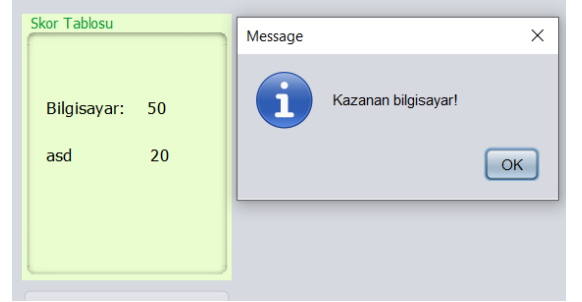 Skor Tablosu
Bilgisayar: 50
asd 20
Message
Kazanan bilgisayar!
OK